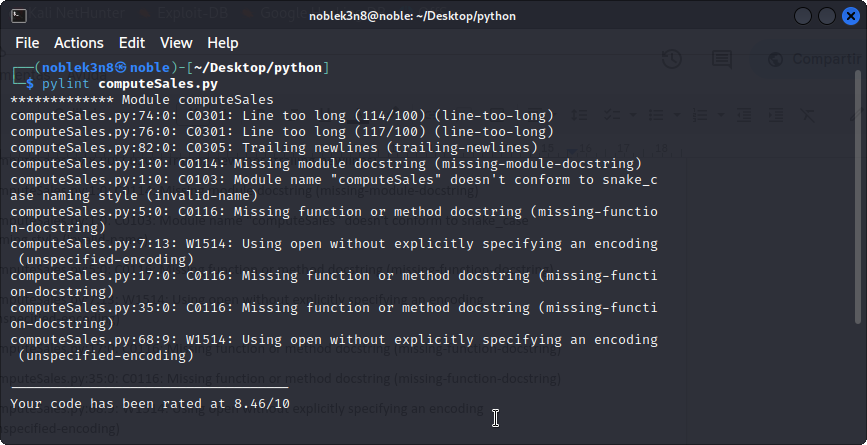 noblek3n8@noble: ~/Desktop/python
File Actions Edit View Help
┌──(noblek3n8㉿noble)-[~/Desktop/python]
└─$ pylint computeSales.py
************* Module computeSales
computeSales.py:74:0: C0301: Line too long (114/100) (line-too-long)
computeSales.py:76:0: C0301: Line too long (117/100) (line-too-long)
computeSales.py:82:0: C0305: Trailing newlines (trailing-newlines)
computeSales.py:1:0: C0114: Missing module docstring (missing-module-docstring)
computeSales.py:1:0: C0103: Module name "computeSales" doesn't conform to snake_c
ase naming style (invalid-name)
computeSales.py:5:0: C0116: Missing function or method docstring (missing-functio
n-docstring)
computeSales.py:7:13: W1514: Using open without explicitly specifying an encoding
 (unspecified-encoding)
computeSales.py:17:0: C0116: Missing function or method docstring (missing-functi
on-docstring)
computeSales.py:35:0: C0116: Missing function or method docstring (missing-functi
on-docstring)
computeSales.py:68:9: W1514: Using open without explicitly specifying an encoding
 (unspecified-encoding)
Your code has been rated at 8.46/10
Compartir